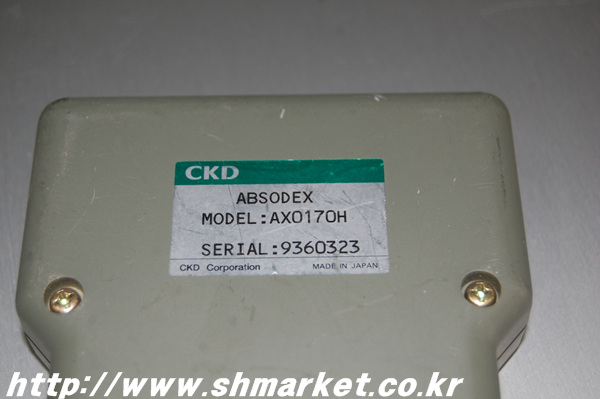 CKD
ABSODEX
MODEL:AX0170H
SERIAL:9360323
CKD Corporation MADE IN JAPAN
http://www.shmarket.co.kr